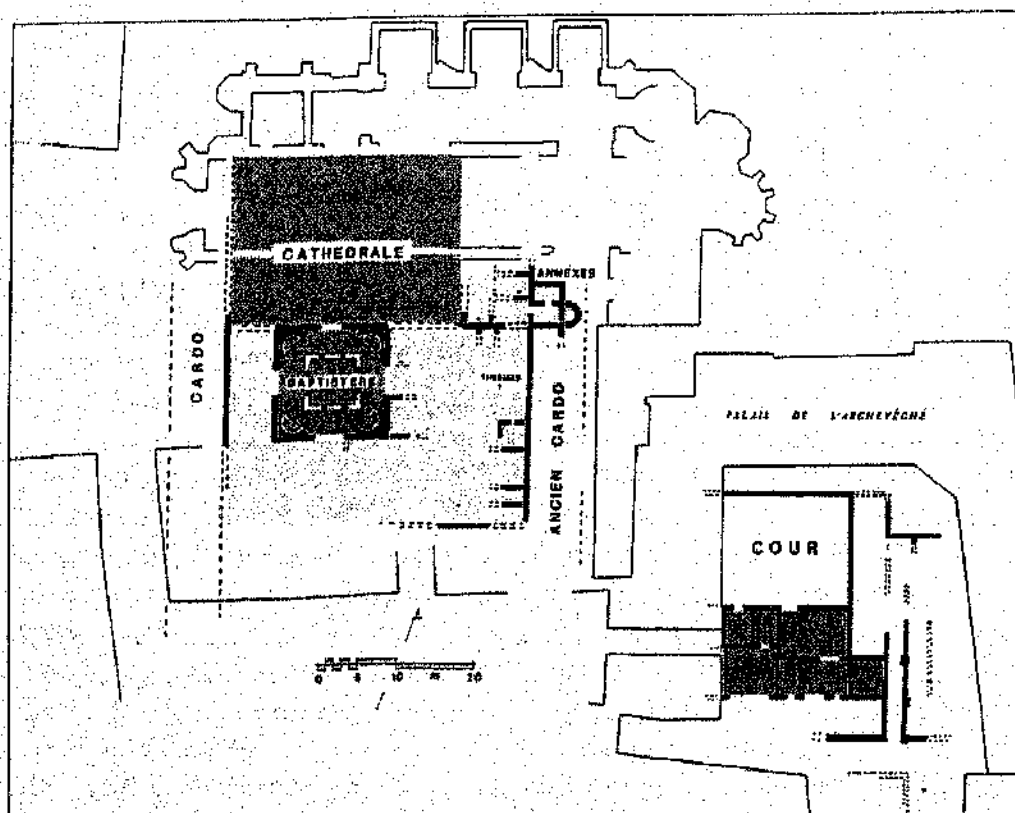 CATHEDRALE
ANNEXES
CARDO
BAPTISTERE
ANCIEN CARDO
PALAIS DE L'ARCHEVÊCHÉ
COUR
0 5 10 20